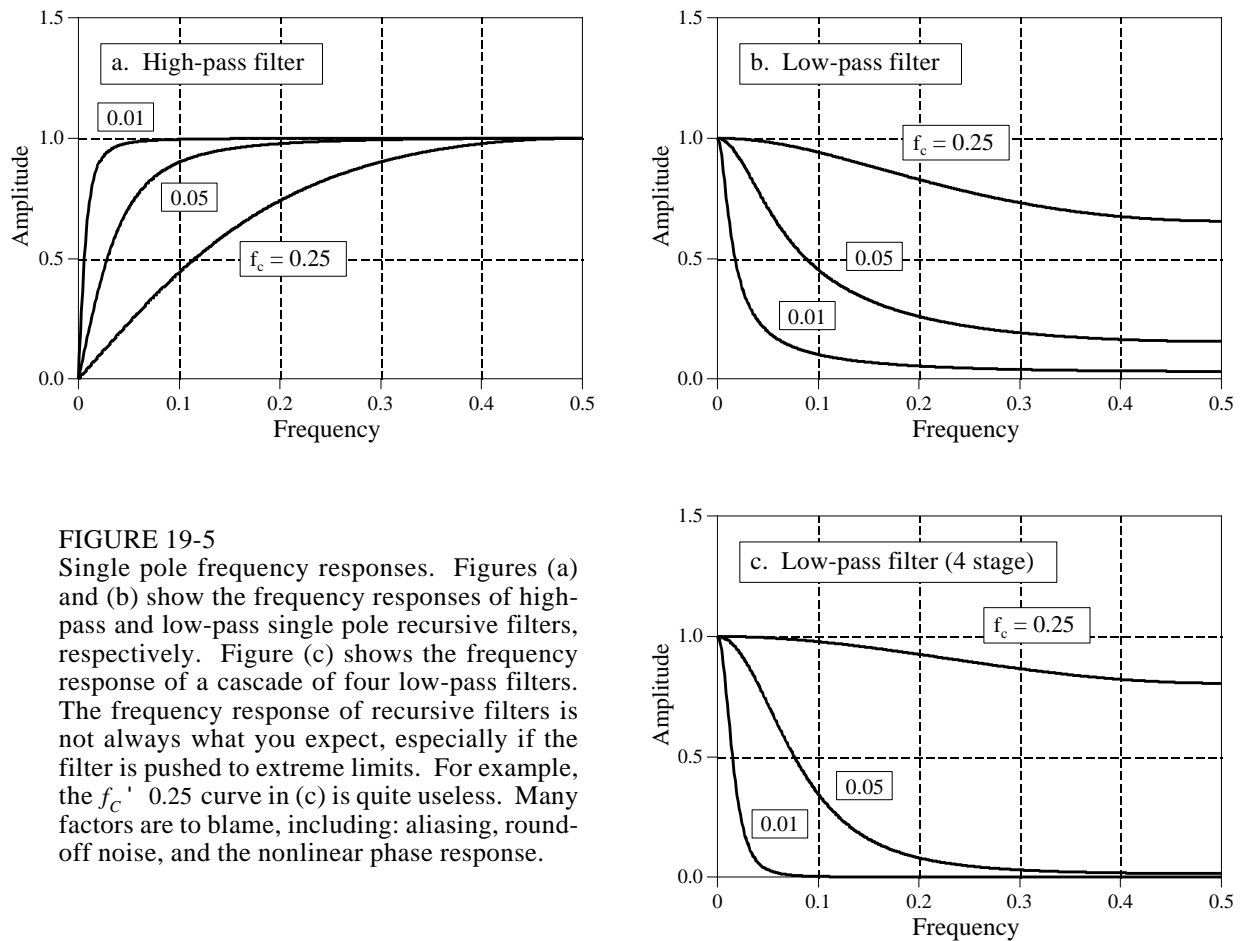 1.5
1.0
0.5
0.0
Amplitude
a. High-pass filter
0.01
0.05
fc = 0.25
0 0.1 0.2 0.3 0.4 0.5
Frequency
1.5
1.0
0.5
0.0
Amplitude
b. Low-pass filter
fc = 0.25
0.05
0.01
0 0.1 0.2 0.3 0.4 0.5
Frequency
FIGURE 19-5
Single pole frequency responses. Figures (a)
and (b) show the frequency responses of high-
pass and low-pass single pole recursive filters,
respectively. Figure (c) shows the frequency
response of a cascade of four low-pass filters.
The frequency response of recursive filters is
not always what you expect, especially if the
filter is pushed to extreme limits. For example,
the fC ' 0.25 curve in (c) is quite useless. Many
factors are to blame, including: aliasing, round-
off noise, and the nonlinear phase response.
1.5
1.0
0.5
0.0
Amplitude
c. Low-pass filter (4 stage)
fc = 0.25
0.05
0.01
0 0.1 0.2 0.3 0.4 0.5
Frequency